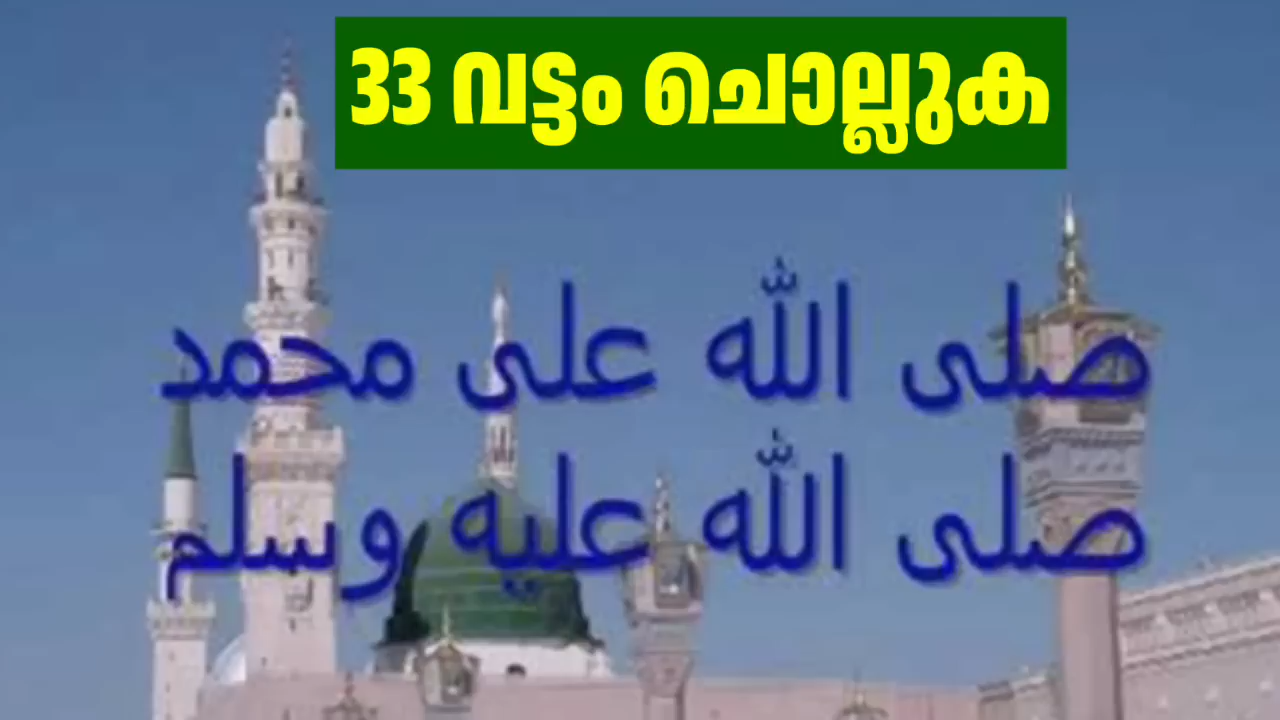 33 വട്ടം ചൊല്ലുക
صلى الله على محمد
صلى الله عليه وسلم